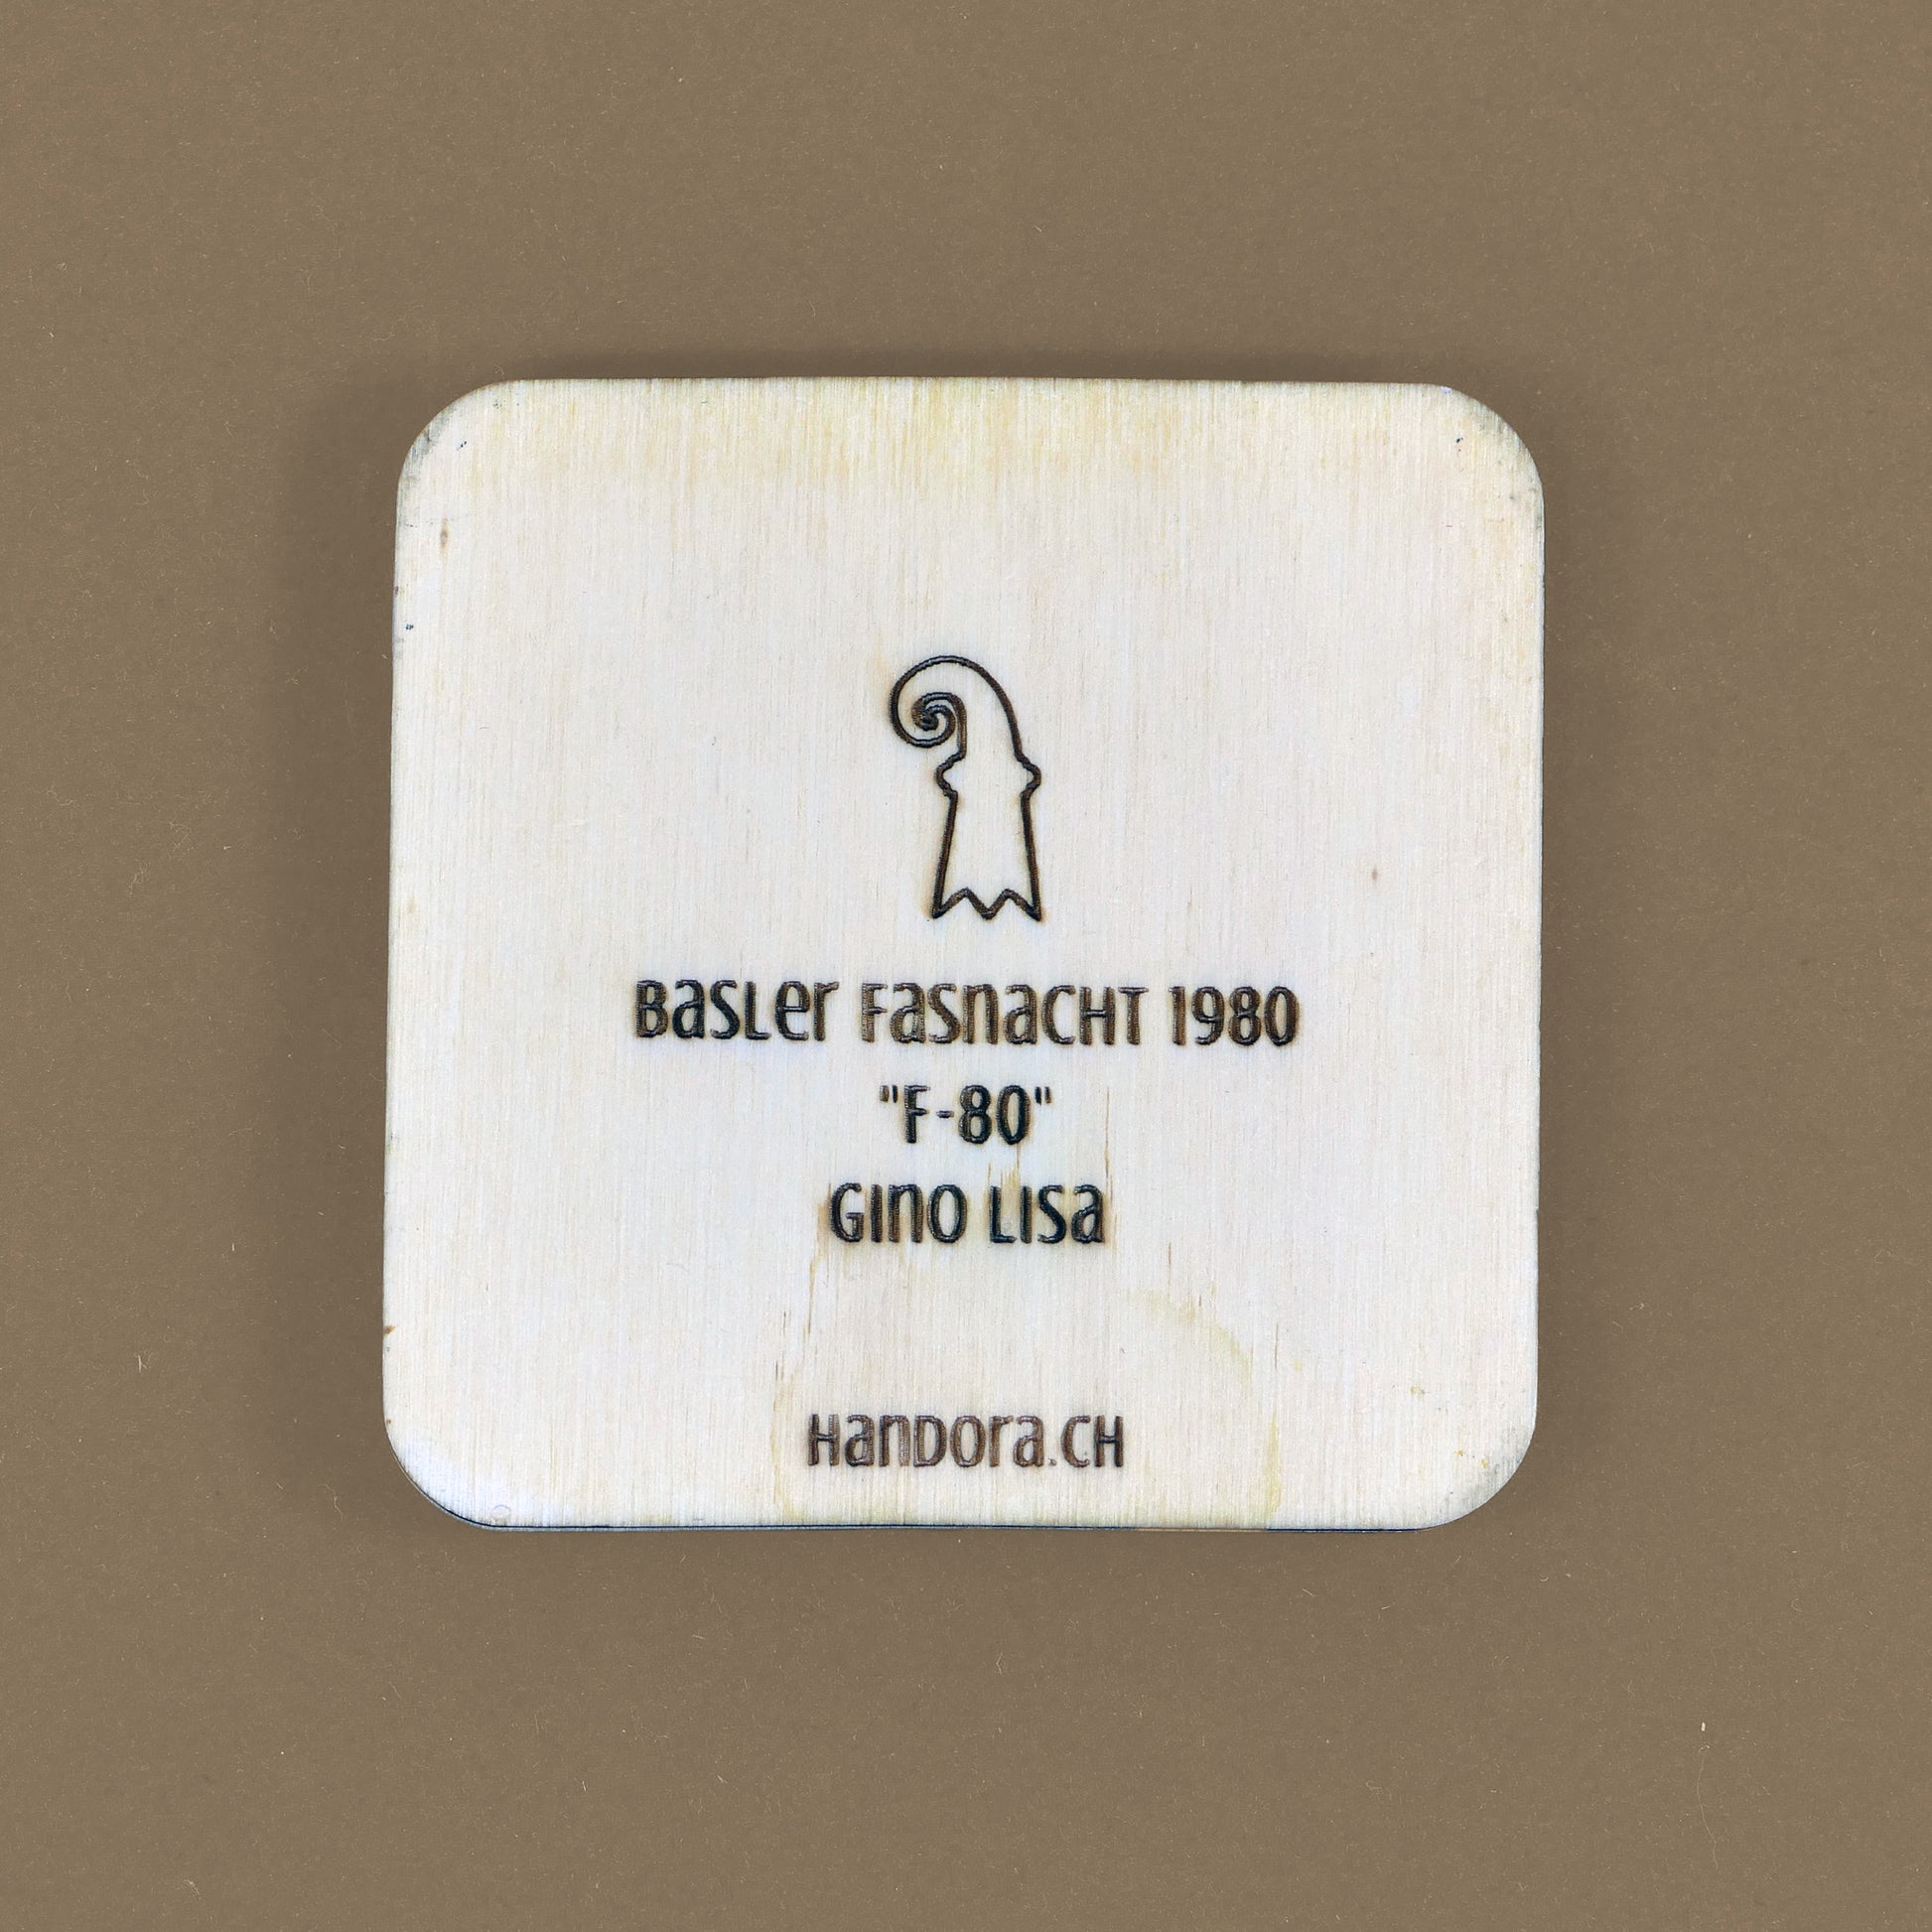 Basler Fasnacht 1980
"F-80"
Gino Lisa
Handora.ch